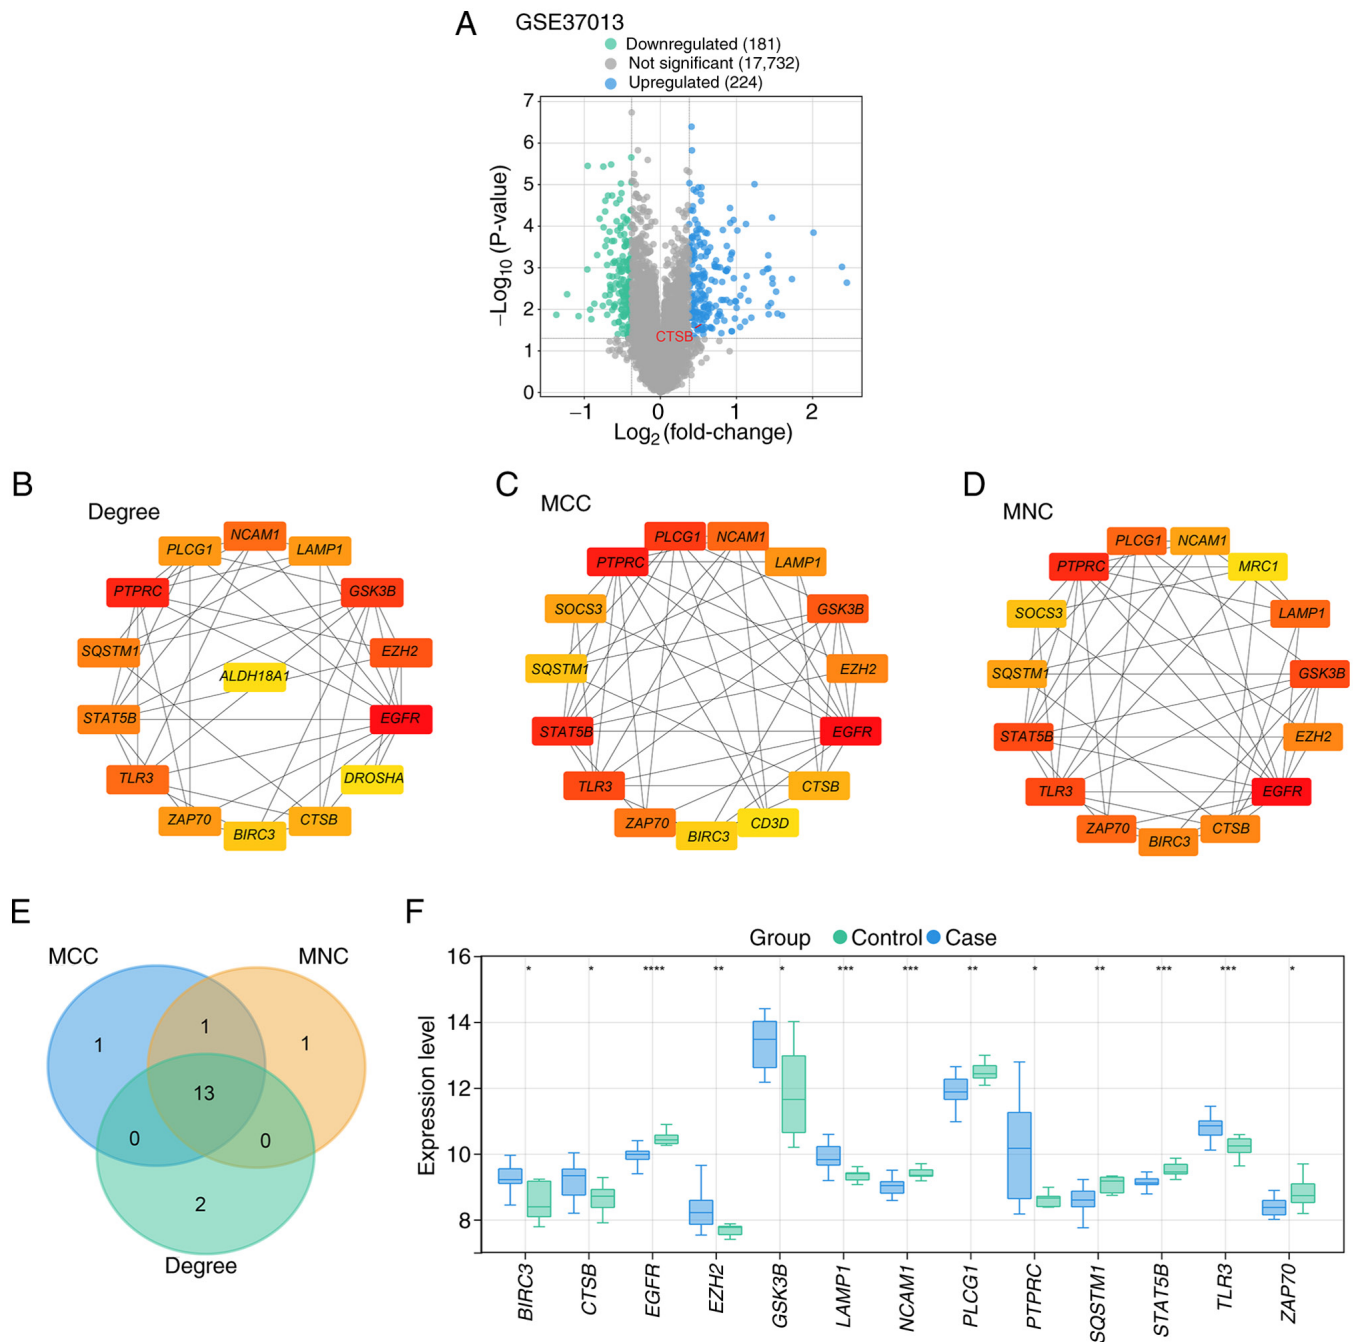 A
GSE37013
Downregulated (181)
Not significant (17,732)
Upregulated (224)
7
6
5
4
3
2
1
0
−Log10 (P-value)
CTSB
−1 0 1 2
Log2 (fold-change)
B
Degree
NCAM1
PLCG1
LAMP1
PTPRC
GSK3B
SQSTM1
EZH2
ALDH18A1
STAT5B
EGFR
TLR3
DROSHA
ZAP70
CTSB
BIRC3
C
MCC
PLCG1
NCAM1
PTPRC
LAMP1
SOCS3
GSK3B
SQSTM1
EZH2
STAT5B
EGFR
TLR3
CTSB
ZAP70
CD3D
BIRC3
D
MNC
PLCG1
NCAM1
PTPRC
MRC1
SOCS3
LAMP1
SQSTM1
GSK3B
STAT5B
EZH2
TLR3
EGFR
ZAP70
CTSB
BIRC3
E
MCC
MNC
1
1
1
13
0
0
2
Degree
F
Group Control Case
16
14
12
10
8
Expression level
* * **** ** * *** *** ** * ** *** *** *
BIRC3
CTSB
EGFR
EZH2
GSK3B
LAMP1
NCAM1
PLCG1
PTPRC
SQSTM1
STAT5B
TLR3
ZAP70